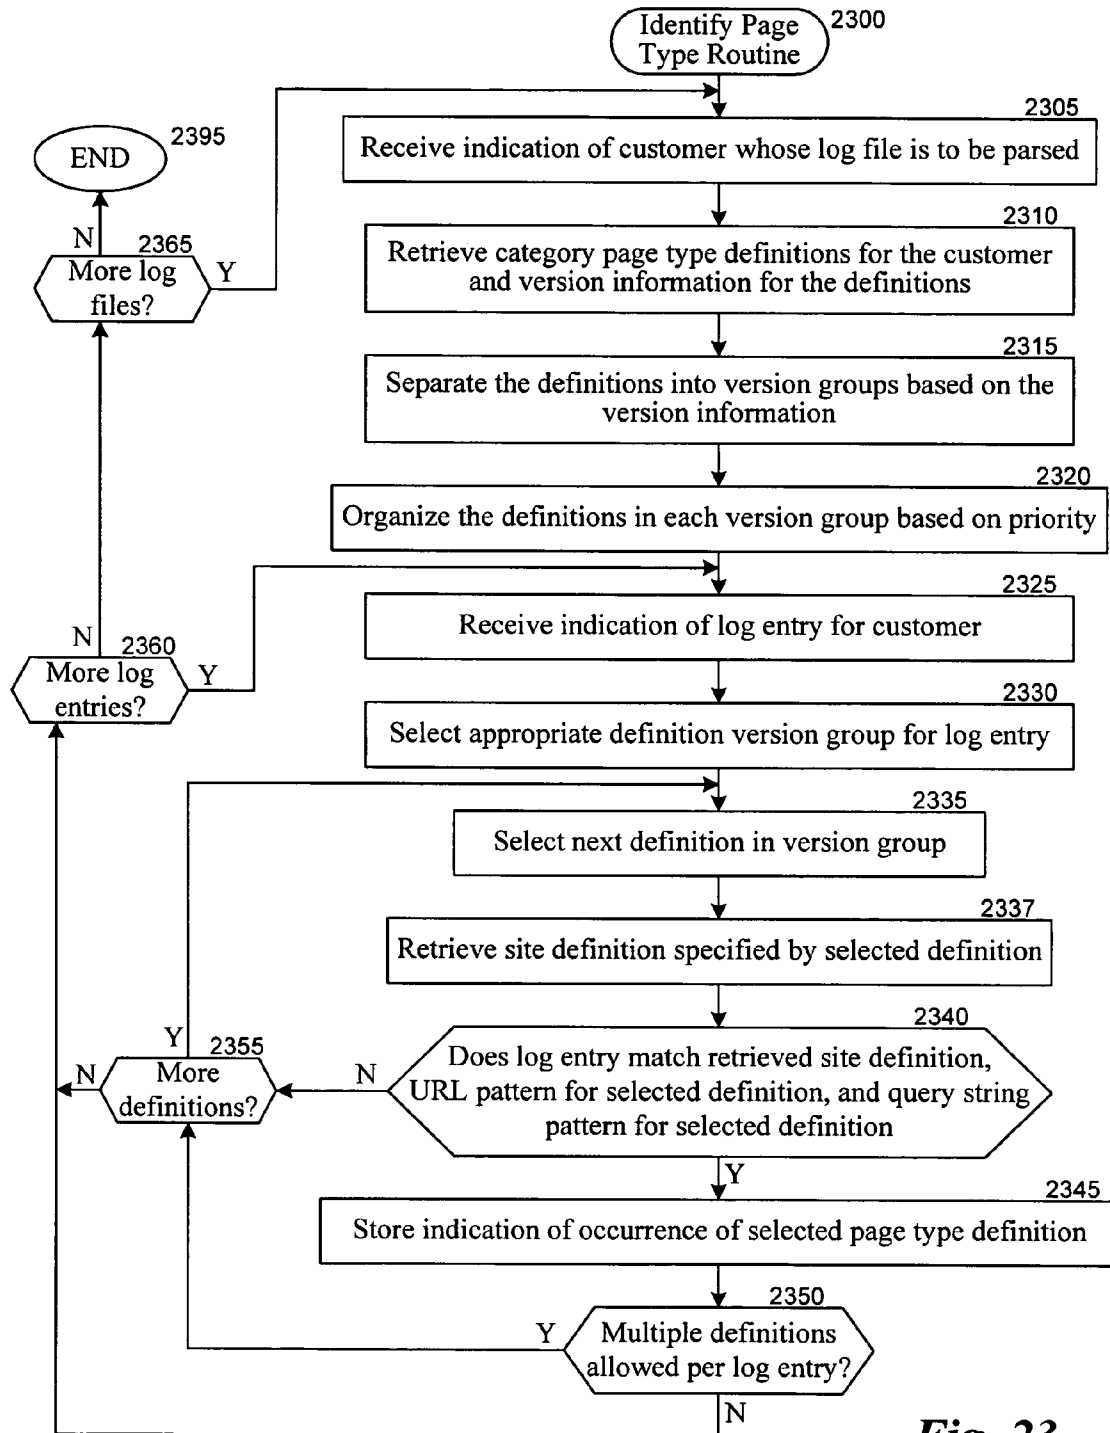 Identify Page
Type Routine
2300
2305
Receive indication of customer whose log file is to be parsed
END
2395
2310
Retrieve category page type definitions for the customer
and version information for the definitions
N
2365
More log
files?
Y
2315
Separate the definitions into version groups based on the
version information
2320
Organize the definitions in each version group based on priority
2325
Receive indication of log entry for customer
N
2360
More log
entries?
Y
2330
Select appropriate definition version group for log entry
2335
Select next definition in version group
2337
Retrieve site definition specified by selected definition
2340
Does log entry match retrieved site definition,
URL pattern for selected definition, and query string
pattern for selected definition
N
Y
2355
More
definitions?
N
Y
2345
Store indication of occurrence of selected page type definition
2350
Multiple definitions
allowed per log entry?
Y
N
Fig. 23